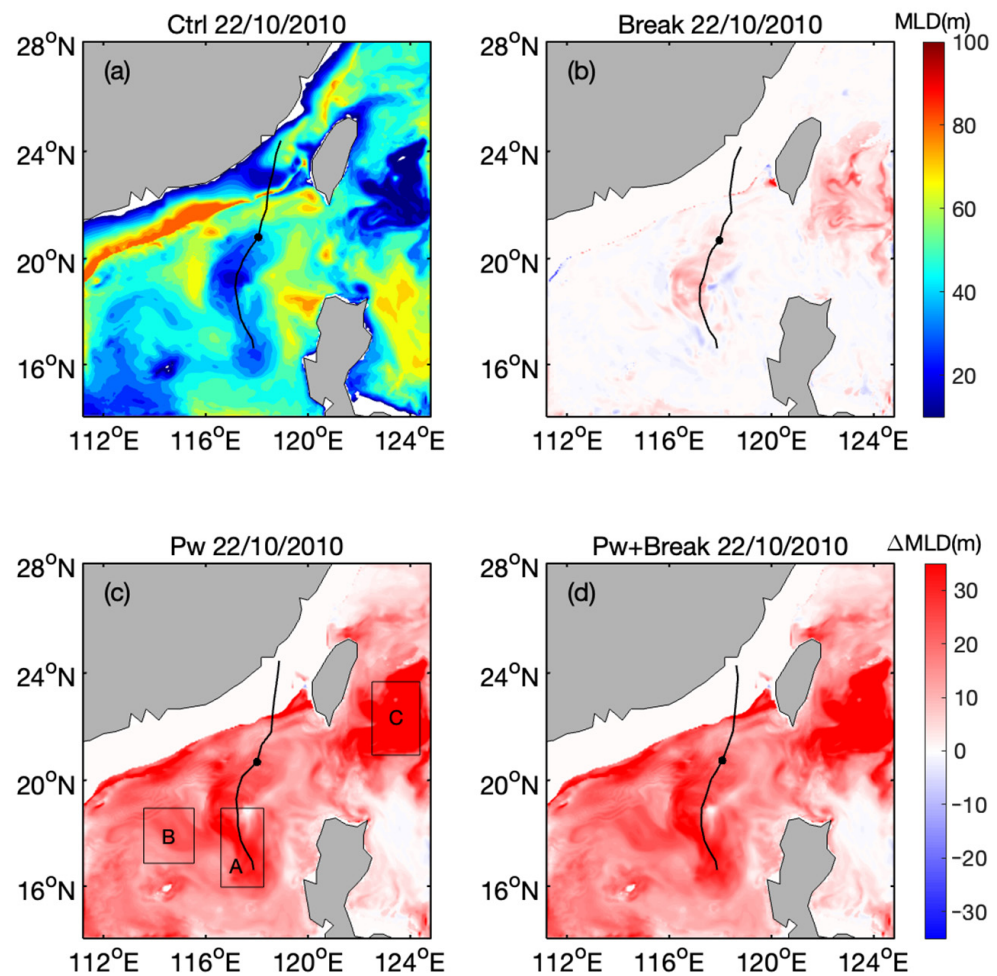 Ctrl 22/10/2010
Break 22/10/2010
MLD(m)
28°N
24°N
20°N
16°N
(a)
112°E 116°E 120°E 124°E
(b)
112°E 116°E 120°E 124°E
100
80
60
40
20
Pw 22/10/2010
Pw+Break 22/10/2010
ΔMLD(m)
28°N
24°N
20°N
16°N
(c)
C
B
A
112°E 116°E 120°E 124°E
28°N
24°N
20°N
16°N
(d)
112°E 116°E 120°E 124°E
30
20
10
0
−10
−20
−30
28°N
24°N
20°N
16°N